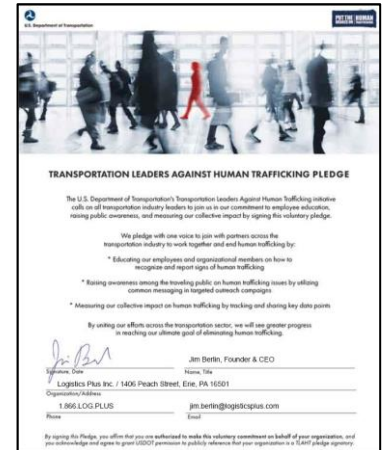 U.S. Department of Transportation
PUT THE HUMAN
TRANSPORTATION LEADERS AGAINST HUMAN TRAFFICKING PLEDGE
The U.S. Department of Transportation's Transportation Leaders Against Human Trafficking initiative
calls on all transportation industry leaders to join us in our commitment to employee education,
raising public awareness, and measuring our collective impact by signing this voluntary pledge.
We pledge with one voice to join with partners across the
transportation industry to work together and end human trafficking by:
* Educating our employees and organizational members on how to
recognize and report signs of human trafficking
* Raising awareness among the traveling public on human trafficking issues by utilizing
common messaging in targeted outreach campaigns
* Measuring our collective impact on human trafficking by tracking and sharing key data points
By uniting our efforts across the transportation sector, we will see greater progress
in reaching our ultimate goal of eliminating human trafficking.
Jim Berlin, Founder & CEO
Signature, Date
Name, Title
Logistics Plus Inc. / 1406 Peach Street, Erie, PA 16501
Organization/Address
1.866.LOG.PLUS
jim.berlin@logisticsplus.com
Phone
Email
By signing this Pledge, you affirm that you are authorized to make this voluntary commitment on behalf of your organization, and
you acknowledge and agree to grant USDOT permission to publicly reference that your organization is a TLAHT pledge signatory.